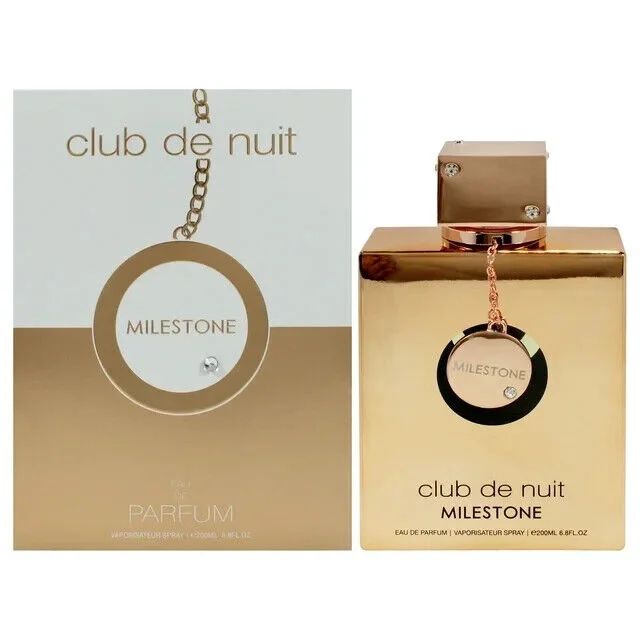 club de nuit
MILESTONE
EAU
DE
PARFUM
VAPORISATEUR SPRAY | ℮200ML 6.8FL.OZ
MILESTONE
club de nuit
MILESTONE
EAU DE PARFUM | VAPORISATEUR SPRAY | ℮200ML 6.8FL.OZ